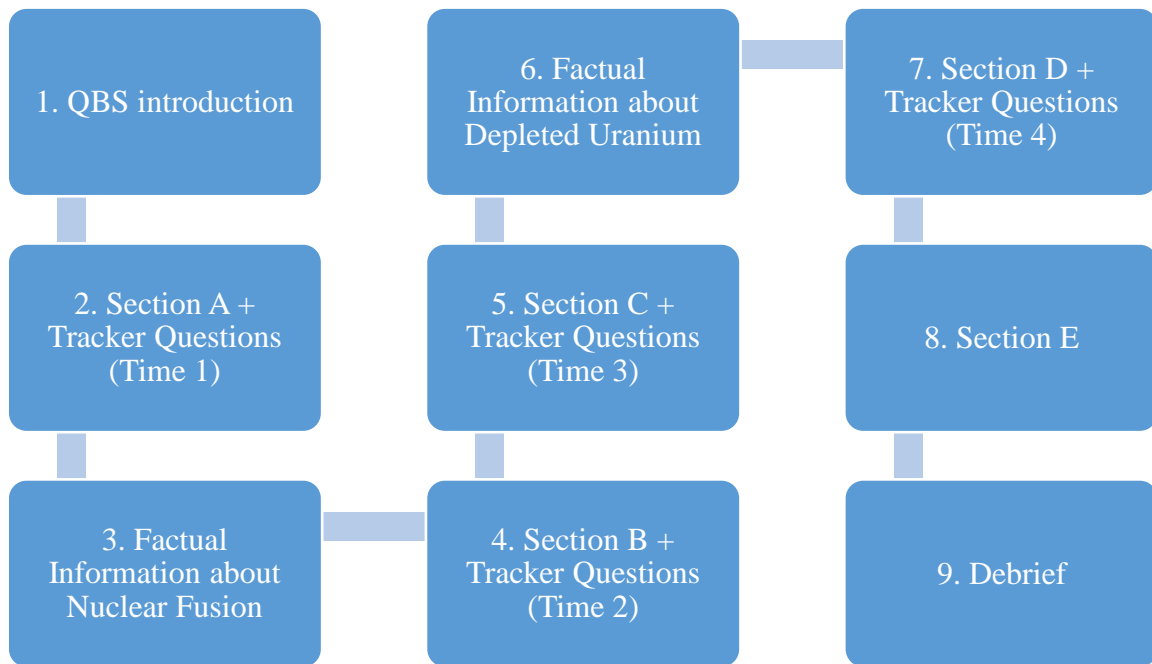 1. QBS introduction
2. Section A +
Tracker Questions
(Time 1)
3. Factual
Information about
Nuclear Fusion
4. Section B +
Tracker Questions
(Time 2)
5. Section C +
Tracker Questions
(Time 3)
6. Factual
Information about
Depleted Uranium
7. Section D +
Tracker Questions
(Time 4)
8. Section E
9. Debrief